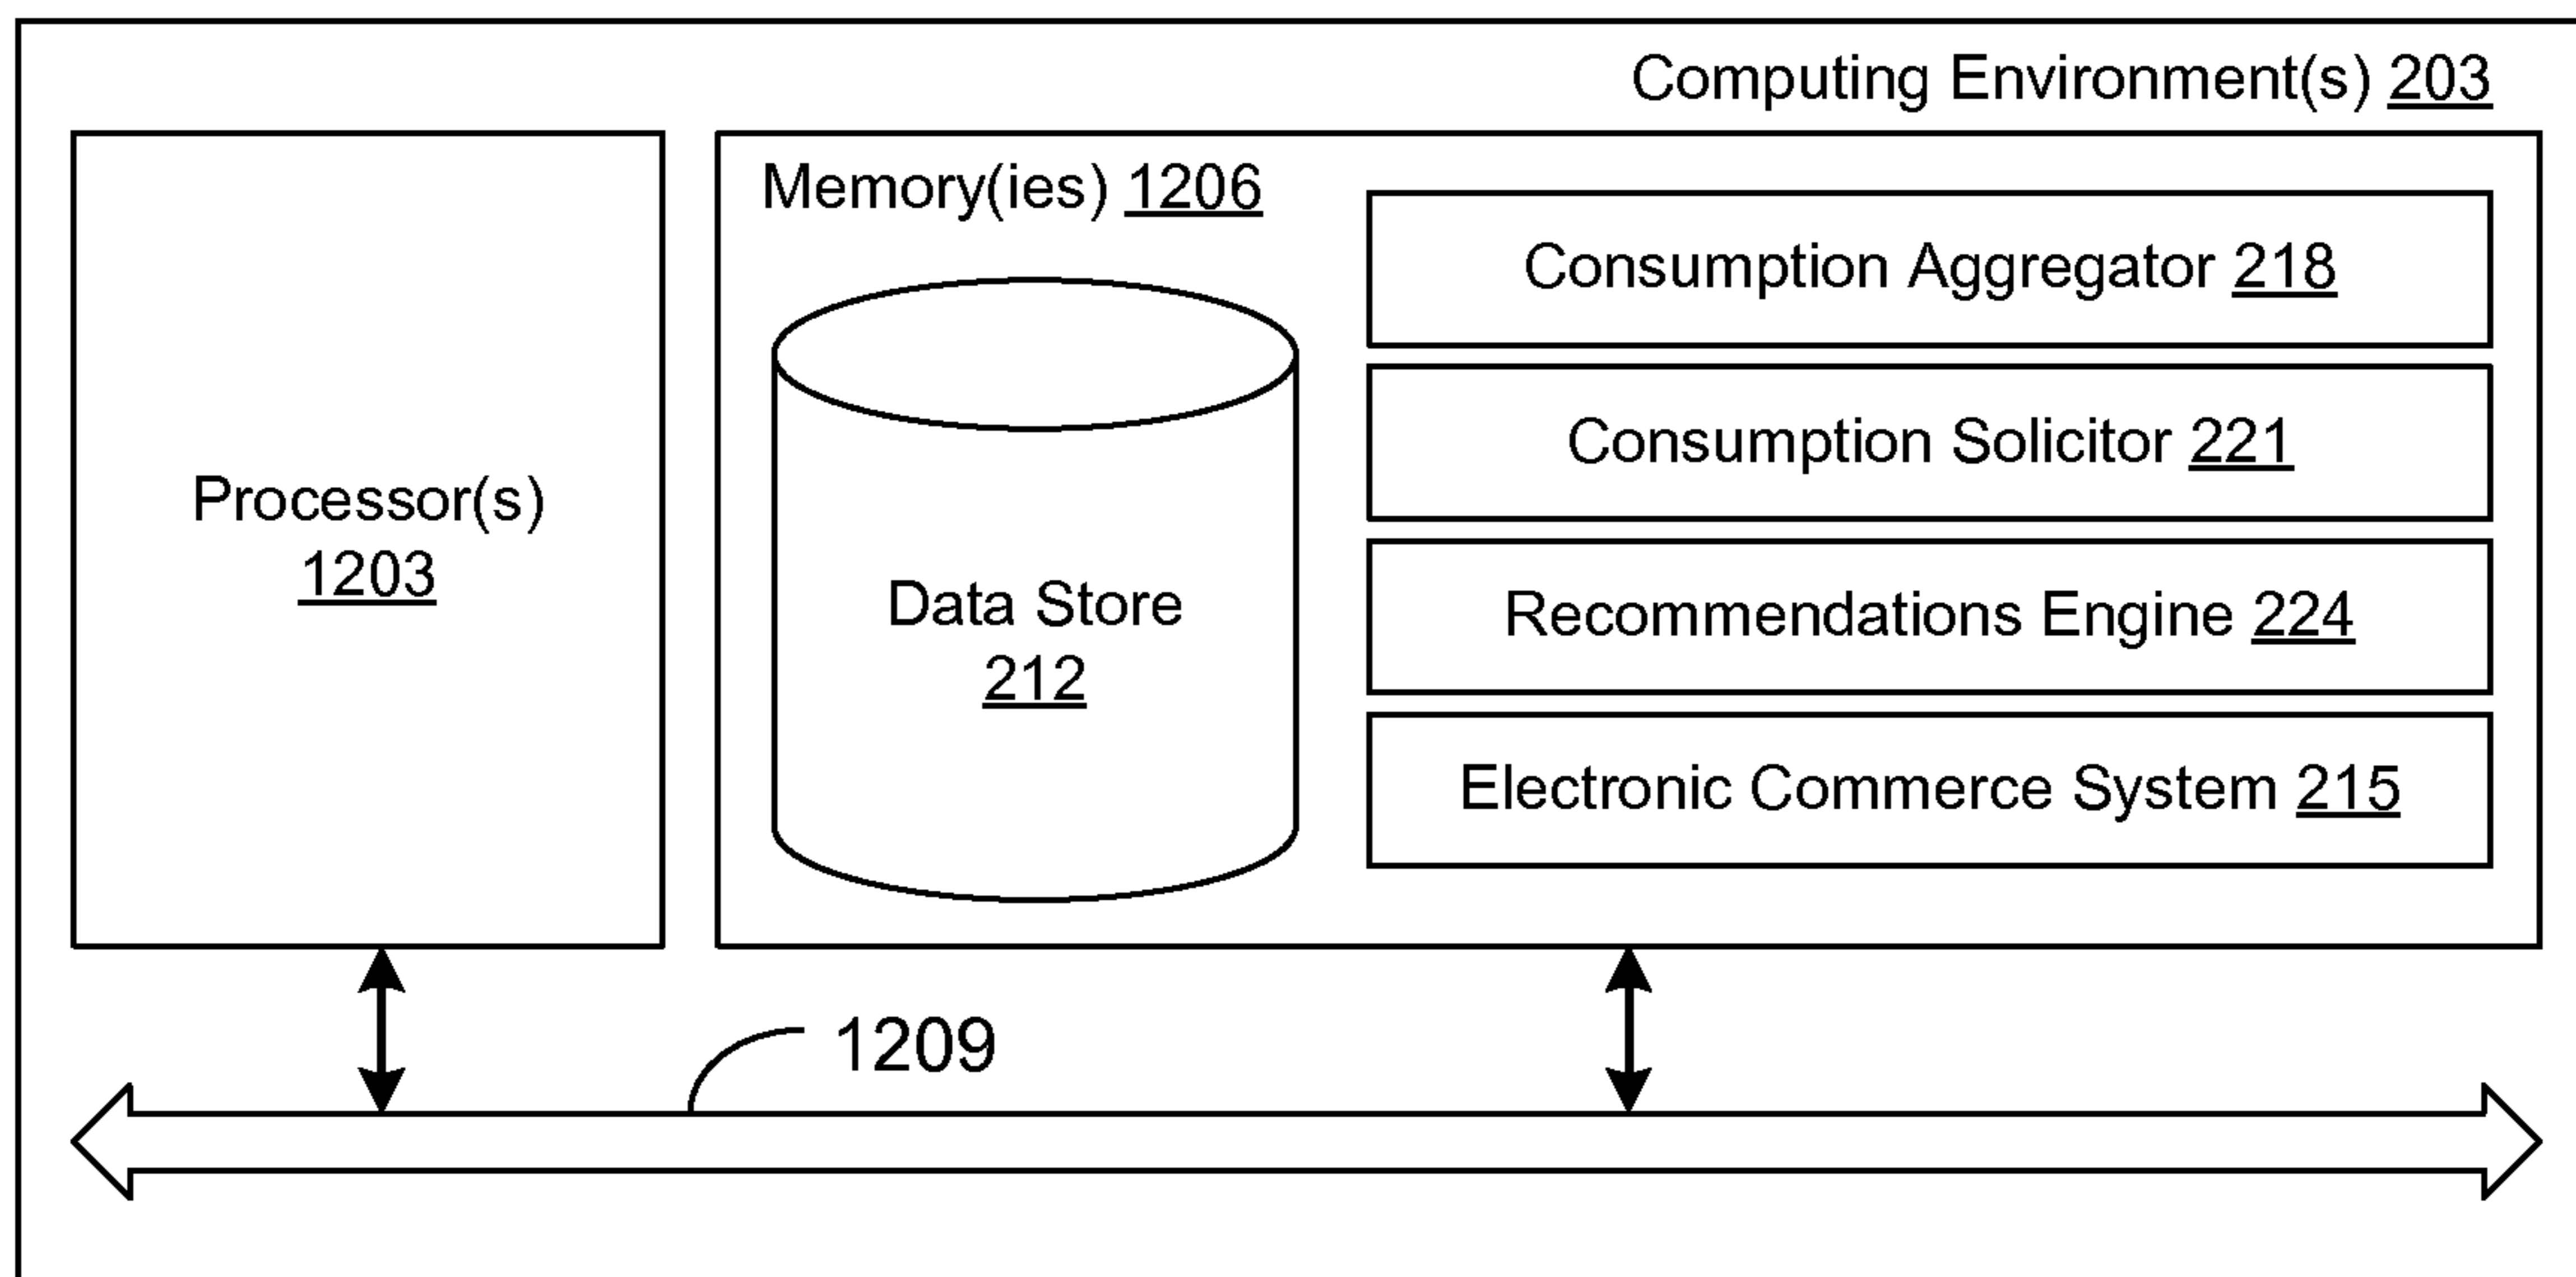 Computing Environment(s) 203
Memory(ies) 1206
Consumption Aggregator 218
Consumption Solicitor 221
Processor(s)
1203
Data Store
212
Recommendations Engine 224
Electronic Commerce System 215
1209